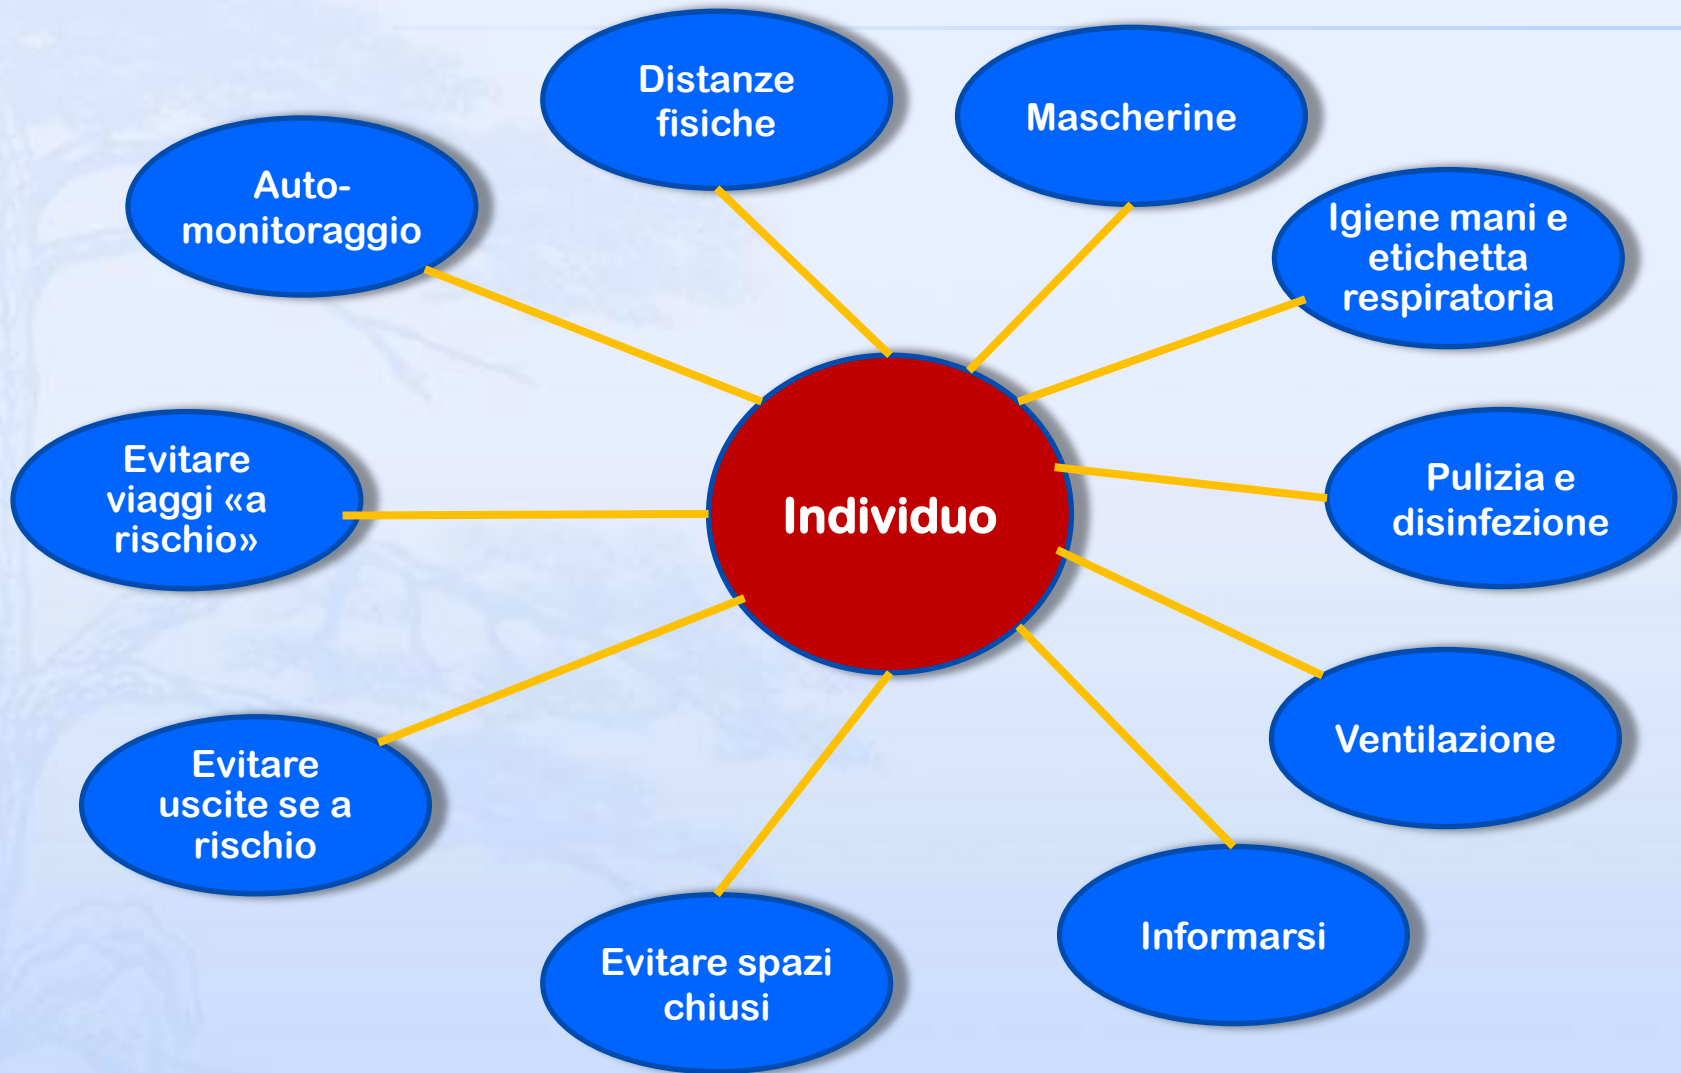 Distanze
fisiche
Mascherine
Auto-
monitoraggio
Igiene mani e
etichetta
respiratoria
Evitare
viaggi «a
rischio»
Individuo
Pulizia e
disinfezione
Ventilazione
Evitare
uscite se a
rischio
Informarsi
Evitare spazi
chiusi